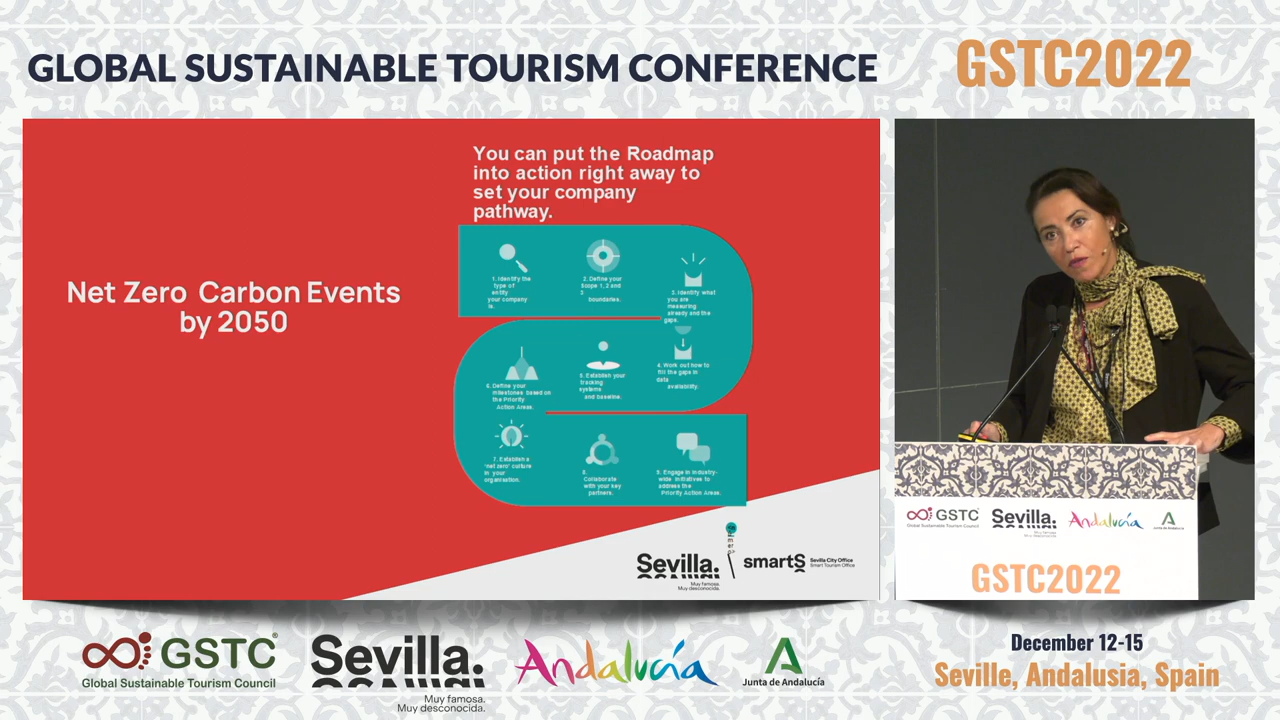 GLOBAL SUSTAINABLE TOURISM CONFERENCE
GSTC2022
You can put the Roadmap
into action right away to
set your company
pathway.
Net Zero Carbon Events
by 2050
1. Identify the
type of
entity
your company
is.
2. Define your
Scope 1, 2 and
3
boundaries.
3. Identify what
you are
measuring
already and the
gaps.
6. Define your
milestones based on
the Priority
Action Areas.
5. Establish your
tracking
systems
and baseline.
4. Work out how to
fill the gaps in
data
availability.
7. Establish a
'net zero' culture
in your
organisation.
8.
Collaborate
with your key
partners.
9. Engage in industry-
wide initiatives to
address the
Priority Action Areas.
Sevilla.
Muy famosa.
Muy desconocida.
smartS
Sevilla City Office
Smart Tourism Office
GSTC
Global Sustainable Tourism Council
Sevilla.
Muy famosa.
Muy desconocida.
Andalucía
Junta de Andalucía
GSTC2022
GSTC
Global Sustainable Tourism Council
Sevilla.
Muy famosa.
Muy desconocida.
Andalucía
Junta de Andalucía
December 12-15
Seville, Andalusia, Spain